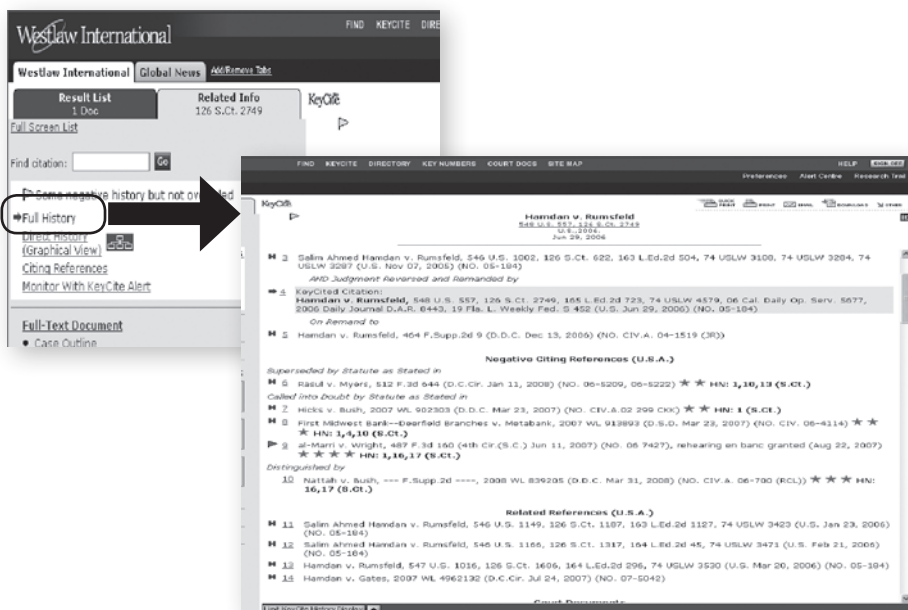 Westlaw International
FIND KEYCITE DIRE
Westlaw International Global News Add/Remove Tabs
Result List
1 Doc
Related Info
126 S.Ct. 2749
KeyCite
Full Screen List
Find citation: Go
Some negative history but not overruled
Full History
Direct History
(Graphical View)
Citing References
Monitor With KeyCite Alert
Full-Text Document
• Case Outline
FIND KEYCITE DIRECTORY KEY NUMBERS COURT DOCS SITE MAP HELP SIGN OFF
Preferences Alert Centre Research Trail
KeyCite
QUICK PRINT PRINT EMAIL DOWNLOAD OTHER
Hamdan v. Rumsfeld
548 U.S. 557, 126 S.Ct. 2749
U.S.,2006.
Jun 29, 2006
3 Salim Ahmed Hamdan v. Rumsfeld, 546 U.S. 1002, 126 S.Ct. 622, 163 L.Ed.2d 504, 74 USLW 3108, 74 USLW 3284, 74
USLW 3287 (U.S. Nov 07, 2005) (NO. 05-184)
AND Judgment Reversed and Remanded by
4 KeyCited Citation:
Hamdan v. Rumsfeld, 548 U.S. 557, 126 S.Ct. 2749, 165 L.Ed.2d 723, 74 USLW 4579, 06 Cal. Daily Op. Serv. 5677,
2006 Daily Journal D.A.R. 8443, 19 Fla. L. Weekly Fed. S 452 (U.S. Jun 29, 2006) (NO. 05-184)
On Remand to
5 Hamdan v. Rumsfeld, 464 F.Supp.2d 9 (D.D.C. Dec 13, 2006) (NO. CIV.A. 04-1519 (JR))
Negative Citing References (U.S.A.)
Superseded by Statute as Stated in
6 Rasul v. Myers, 512 F.3d 644 (D.C.Cir. Jan 11, 2008) (NO. 06-5209, 06-5222) ★ ★ HN: 1,10,13 (S.Ct.)
Called into Doubt by Statute as Stated in
7 Hicks v. Bush, 2007 WL 902303 (D.D.C. Mar 23, 2007) (NO. CIV.A.02 299 CKK) ★ ★ HN: 1 (S.Ct.)
8 First Midwest Bank--Deerfield Branches v. Metabank, 2007 WL 913893 (D.S.D. Mar 23, 2007) (NO. CIV. 06-4114) ★ ★
★ HN: 1,4,10 (S.Ct.)
9 al-Marri v. Wright, 487 F.3d 160 (4th Cir.(S.C.) Jun 11, 2007) (NO. 06 7427), rehearing en banc granted (Aug 22, 2007)
★ ★ ★ ★ HN: 1,16,17 (S.Ct.)
Distinguished by
10 Nattah v. Bush, --- F.Supp.2d ----, 2008 WL 839205 (D.D.C. Mar 31, 2008) (NO. CIV.A. 06-700 (RCL)) ★ ★ ★ HN:
16,17 (S.Ct.)
Related References (U.S.A.)
11 Salim Ahmed Hamdan v. Rumsfeld, 546 U.S. 1149, 126 S.Ct. 1187, 163 L.Ed.2d 1127, 74 USLW 3423 (U.S. Jan 23, 2006)
(NO. 05-184)
12 Salim Ahmed Hamdan v. Rumsfeld, 546 U.S. 1166, 126 S.Ct. 1317, 164 L.Ed.2d 45, 74 USLW 3471 (U.S. Feb 21, 2006)
(NO. 05-184)
13 Hamdan v. Rumsfeld, 547 U.S. 1016, 126 S.Ct. 1606, 164 L.Ed.2d 296, 74 USLW 3530 (U.S. Mar 20, 2006) (NO. 05-184)
14 Hamdan v. Gates, 2007 WL 4962132 (D.C.Cir. Jul 24, 2007) (NO. 07-5042)
Court Documents
Limit KeyCite History Display